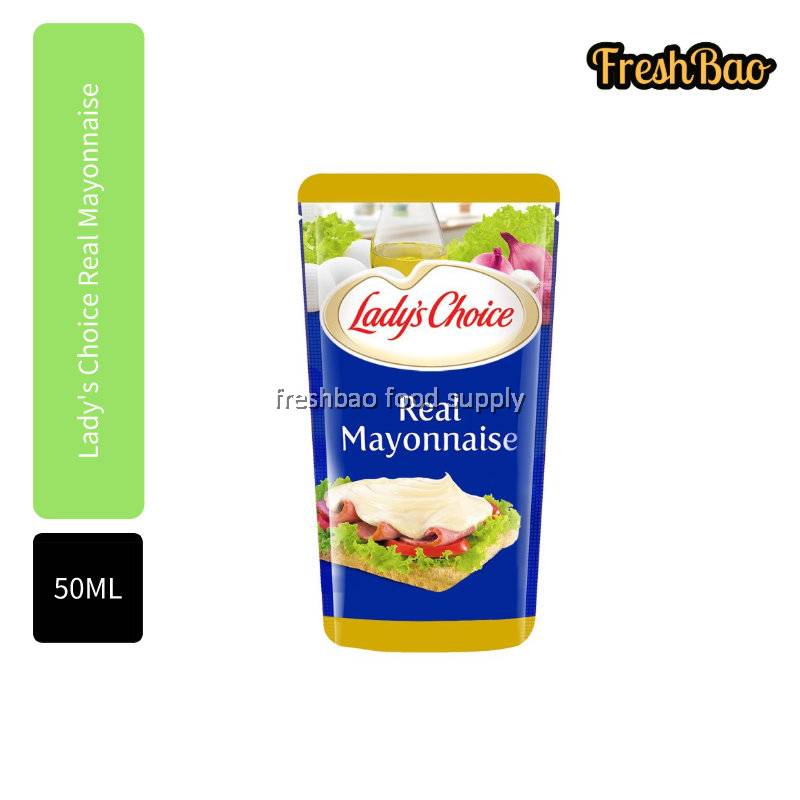 FreshBao
Lady's Choice Real Mayonnaise
50ML
Lady's Choice
freshbao food supply
Real
Mayonnaise